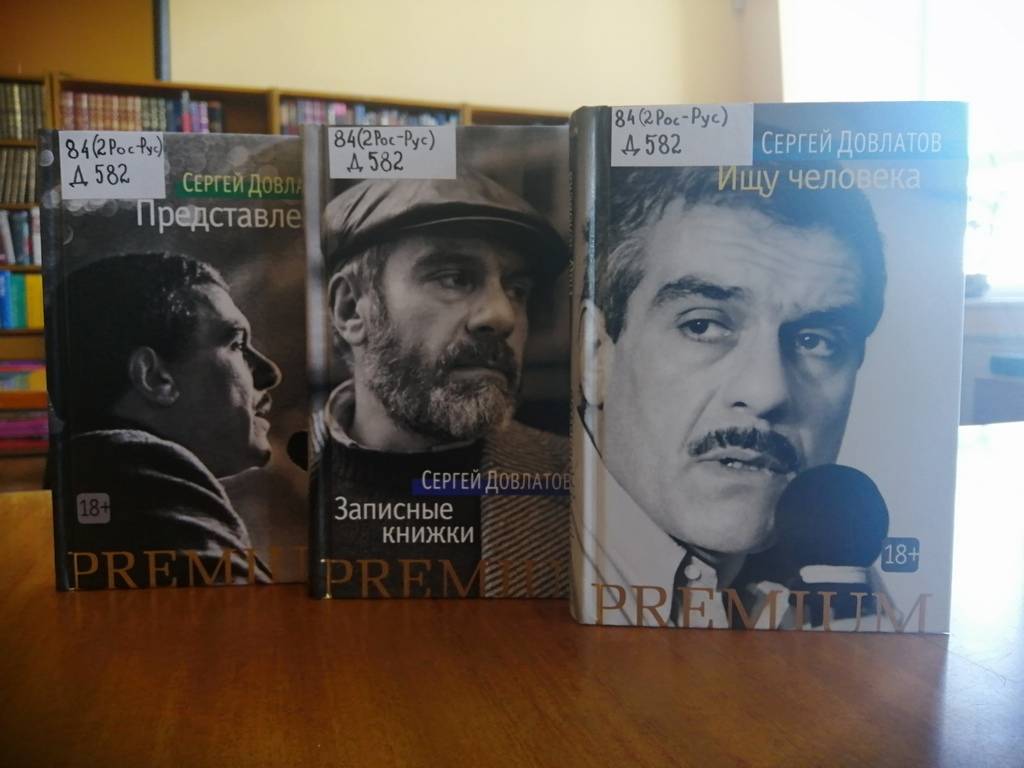 84(2Рос-Рус)
Д 582
СЕРГЕЙ ДОВЛА
Представле
18+
PREMIU
84(2Рос-Рус)
Д 582
СЕРГЕЙ ДОВЛАТОВ
Записные
книжки
PREMIUM
84(2Рос-Рус)
Д 582
СЕРГЕЙ ДОВЛАТОВ
Ищу человека
18+
PREMIUM